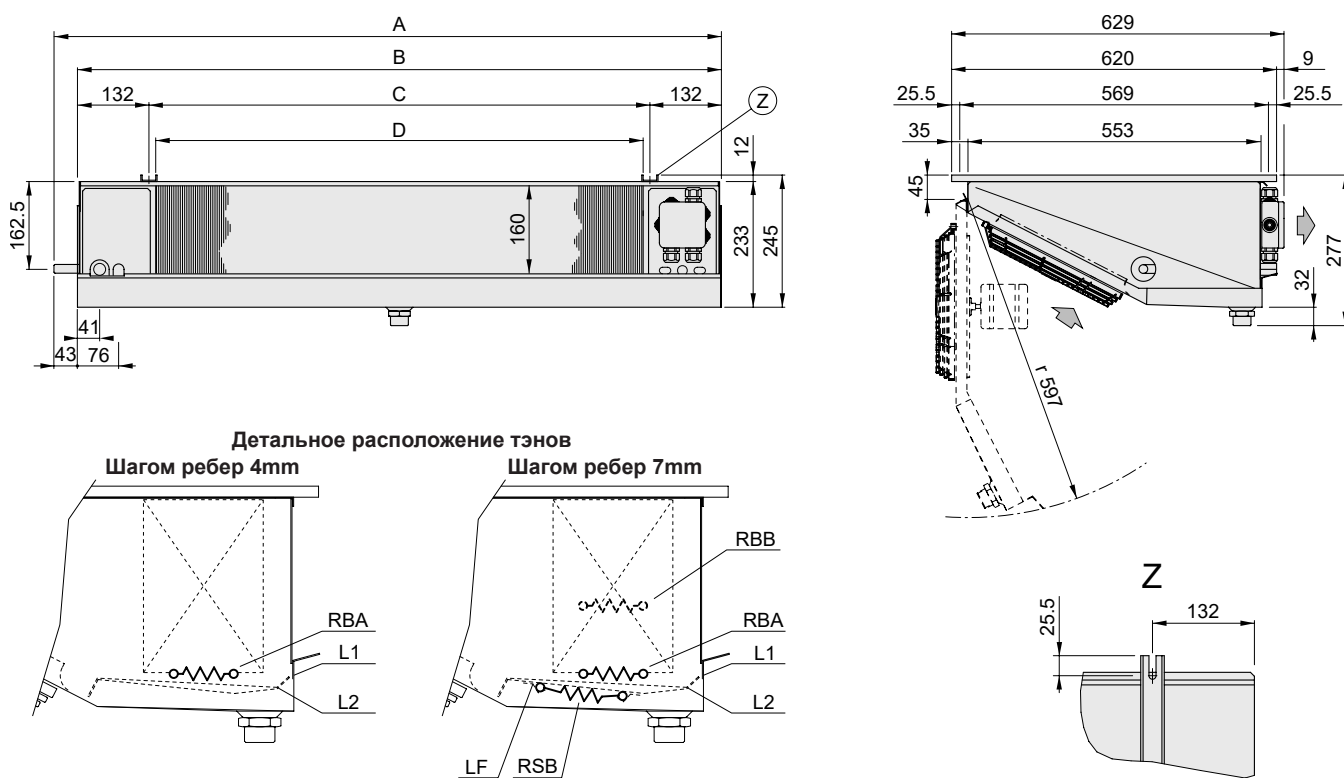 A
B
132
C
132
Z
D
12
162.5
160
233
245
41
43
76
629
620
9
25.5
569
25.5
35
553
45
277
32
r 597
Детальное расположение тэнов
Шагом ребер 4mm
Шагом ребер 7mm
RBA
L1
L2
RBB
RBA
L1
L2
LF
RSB
Z
25.5
132